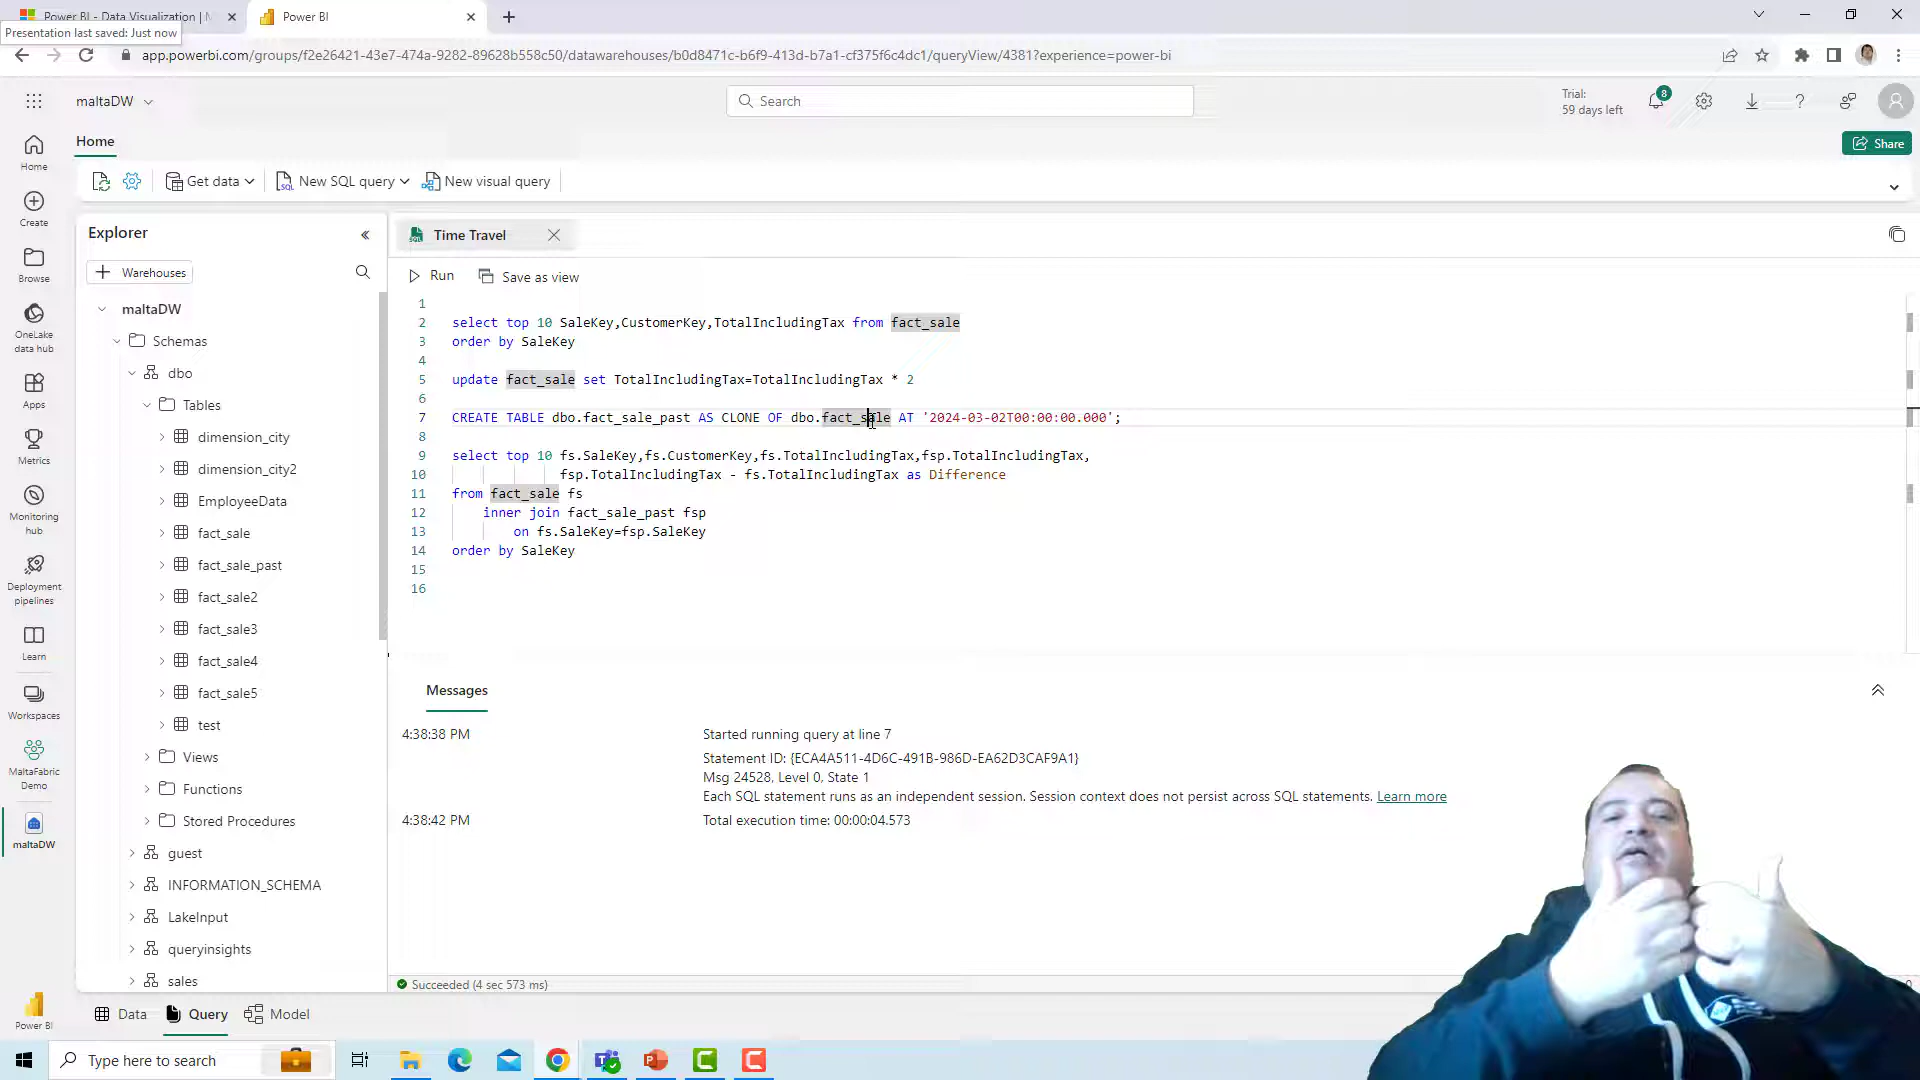 Power BI - Data Visualization | M
Power BI
Presentation last saved: Just now
app.powerbi.com/groups/f2e26421-43e7-474a-9282-89628b558c50/datawarehouses/b0d8471c-b6f9-413d-b7a1-cf375f6c4dc1/queryView/4381?experience=power-bi
maltaDW
Search
Trial:
59 days left
8
Home
Share
Get data
New SQL query
New visual query
Home
Create
Browse
OneLake
data hub
Apps
Metrics
Monitoring
hub
Deployment
pipelines
Learn
Workspaces
MaltaFabric
Demo
maltaDW
Power BI
Explorer
Warehouses
maltaDW
Schemas
dbo
Tables
dimension_city
dimension_city2
EmployeeData
fact_sale
fact_sale_past
fact_sale2
fact_sale3
fact_sale4
fact_sale5
test
Views
Functions
Stored Procedures
guest
INFORMATION_SCHEMA
LakeInput
queryinsights
sales
Time Travel
Run
Save as view
1
2 select top 10 SaleKey,CustomerKey,TotalIncludingTax from fact_sale
3 order by SaleKey
4
5 update fact_sale set TotalIncludingTax=TotalIncludingTax * 2
6
7 CREATE TABLE dbo.fact_sale_past AS CLONE OF dbo.fact_sale AT '2024-03-02T00:00:00.000';
8
9 select top 10 fs.SaleKey,fs.CustomerKey,fs.TotalIncludingTax,fsp.TotalIncludingTax,
10 fsp.TotalIncludingTax - fs.TotalIncludingTax as Difference
11 from fact_sale fs
12 inner join fact_sale_past fsp
13 on fs.SaleKey=fsp.SaleKey
14 order by SaleKey
15
16
Messages
4:38:38 PM Started running query at line 7
Statement ID: {ECA4A511-4D6C-491B-986D-EA62D3CAF9A1}
Msg 24528, Level 0, State 1
Each SQL statement runs as an independent session. Session context does not persist across SQL statements. Learn more
4:38:42 PM Total execution time: 00:00:04.573
Succeeded (4 sec 573 ms)
Data
Query
Model
Type here to search